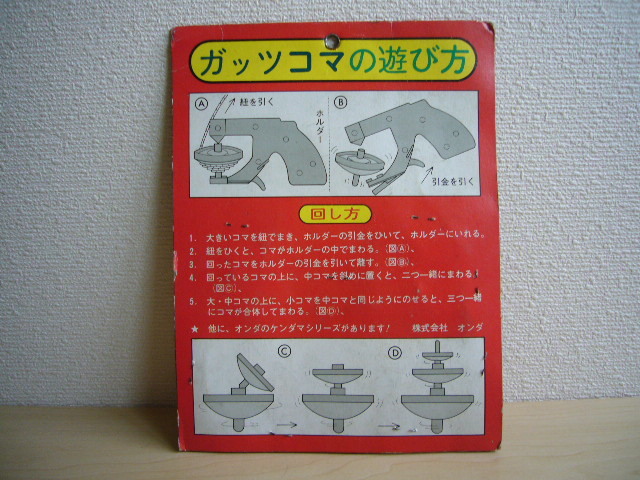 ガッツコマの遊び方
A
紐を引く
ホルダー
B
引金を引く
回し方
1. 大きいコマを紐でまき、ホルダーの引金をひいて、ホルダーにいれる。
2. 紐をひくと、コマがホルダーの中でまわる。(図Ⓐ)、
3. 回ったコマをホルダーの引金を引いて離す。(図Ⓑ)、
4. 回っているコマの上に、中コマを斜めに置くと、二つ一緒にまわる
(図Ⓒ)、
5. 大・中コマの上に、小コマを中コマと同じようにのせると、三つ一緒
にコマが合体してまわる。(図Ⓓ)、
★ 他に、オンダのケンダマシリーズがあります! 株式会社 オンダ
C
D